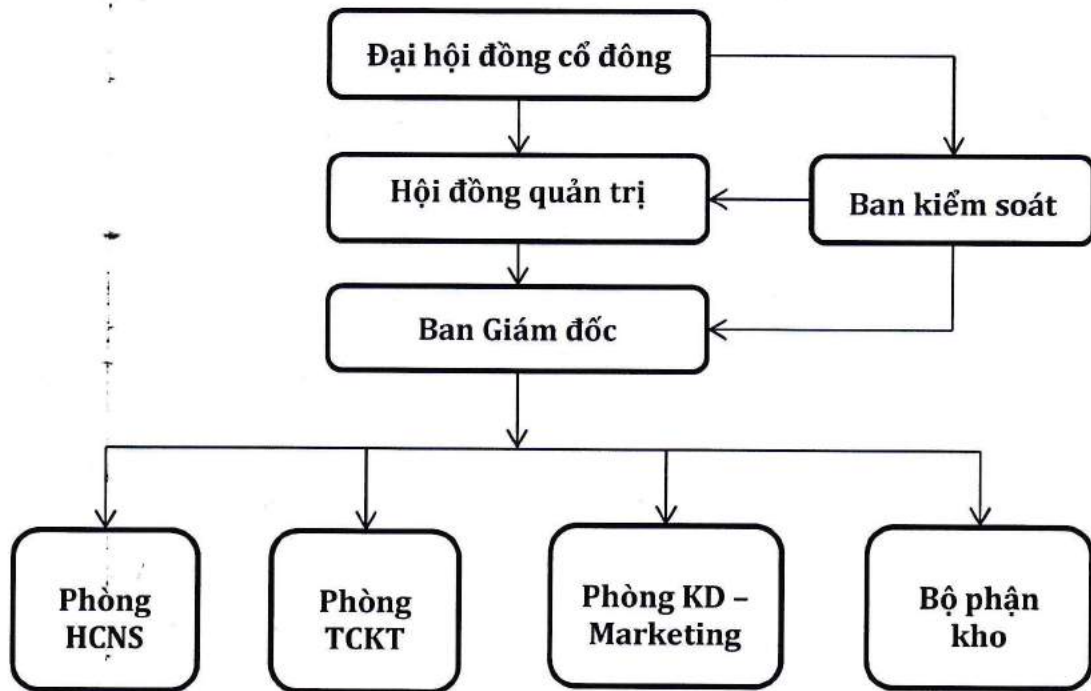 Đại hội đồng cổ đông
Hội đồng quản trị
Ban kiểm soát
Ban Giám đốc
Phòng
HCNS
Phòng
TCKT
Phòng KD –
Marketing
Bộ phận
kho